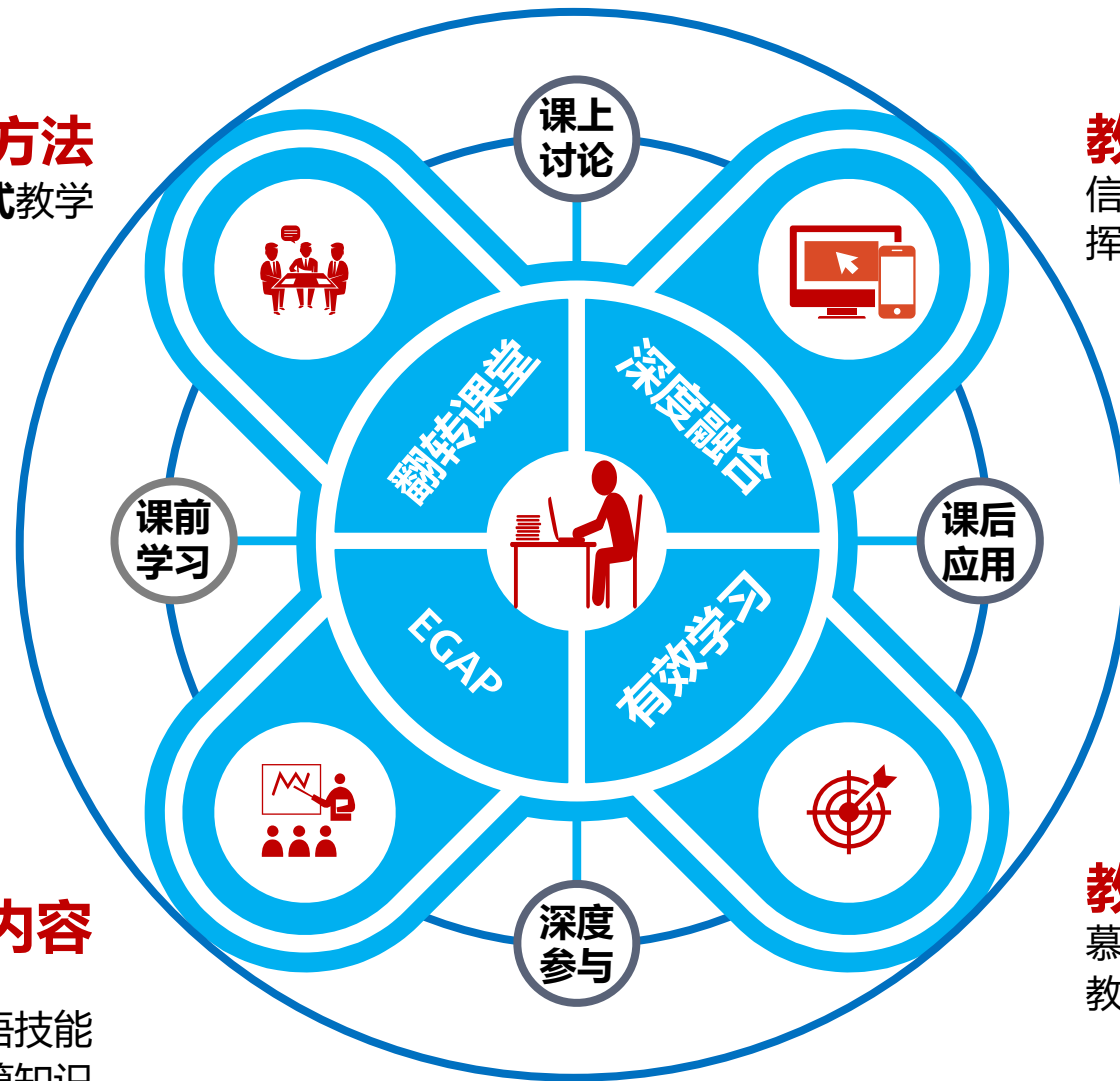 课上
讨论
方法
式教学
教
信
挥
翻转课堂
深度融合
课前
学习
课后
应用
EGAP
有效学习
内容
深度
参与
教
慕
教
语技能